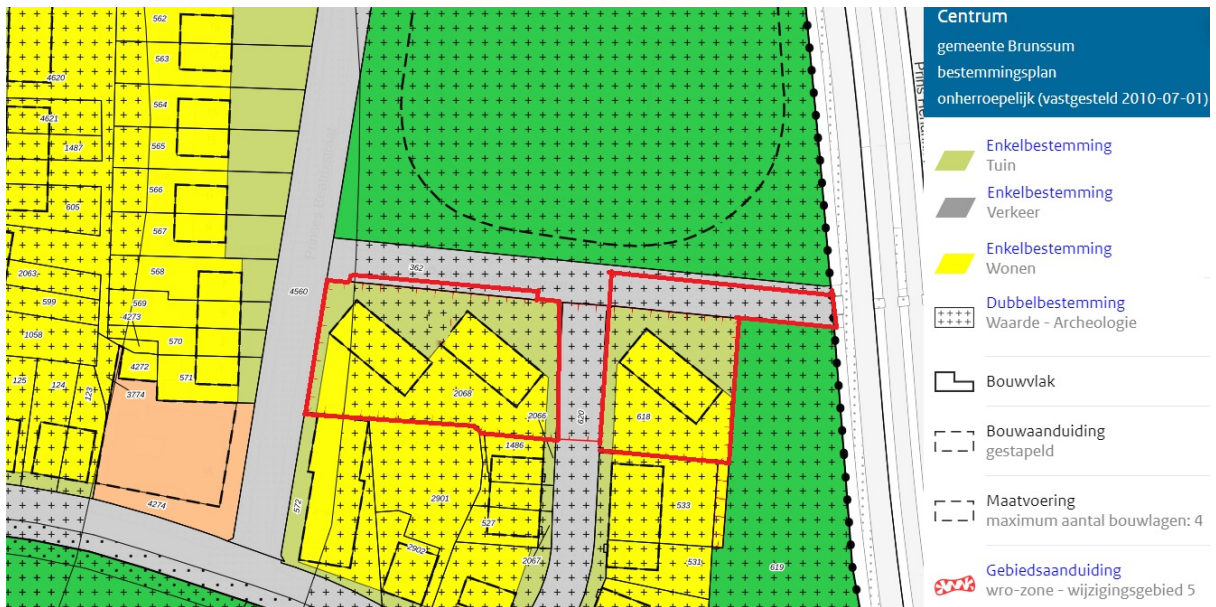 Centrum
gemeente Brunssum
bestemmingsplan
onherroepelijk (vastgesteld 2010-07-01)
Enkelbestemming
Tuin
Enkelbestemming
Verkeer
Enkelbestemming
Wonen
Dubbelbestemming
Waarde - Archeologie
Bouwvlak
Bouwaanduiding
gestapeld
Maatvoering
maximum aantal bouwlagen: 4
Gebiedsaanduiding
wro-zone - wijzigingsgebied 5
562
563
4620
564
4621
1487
565
566
605
567
2063
568
599
569
4273
1058
570
4272
571
125
124
123
3774
4274
4560
362
2068
2066
620
618
1486
572
2901
527
533
2902
2067
531
619
Prins